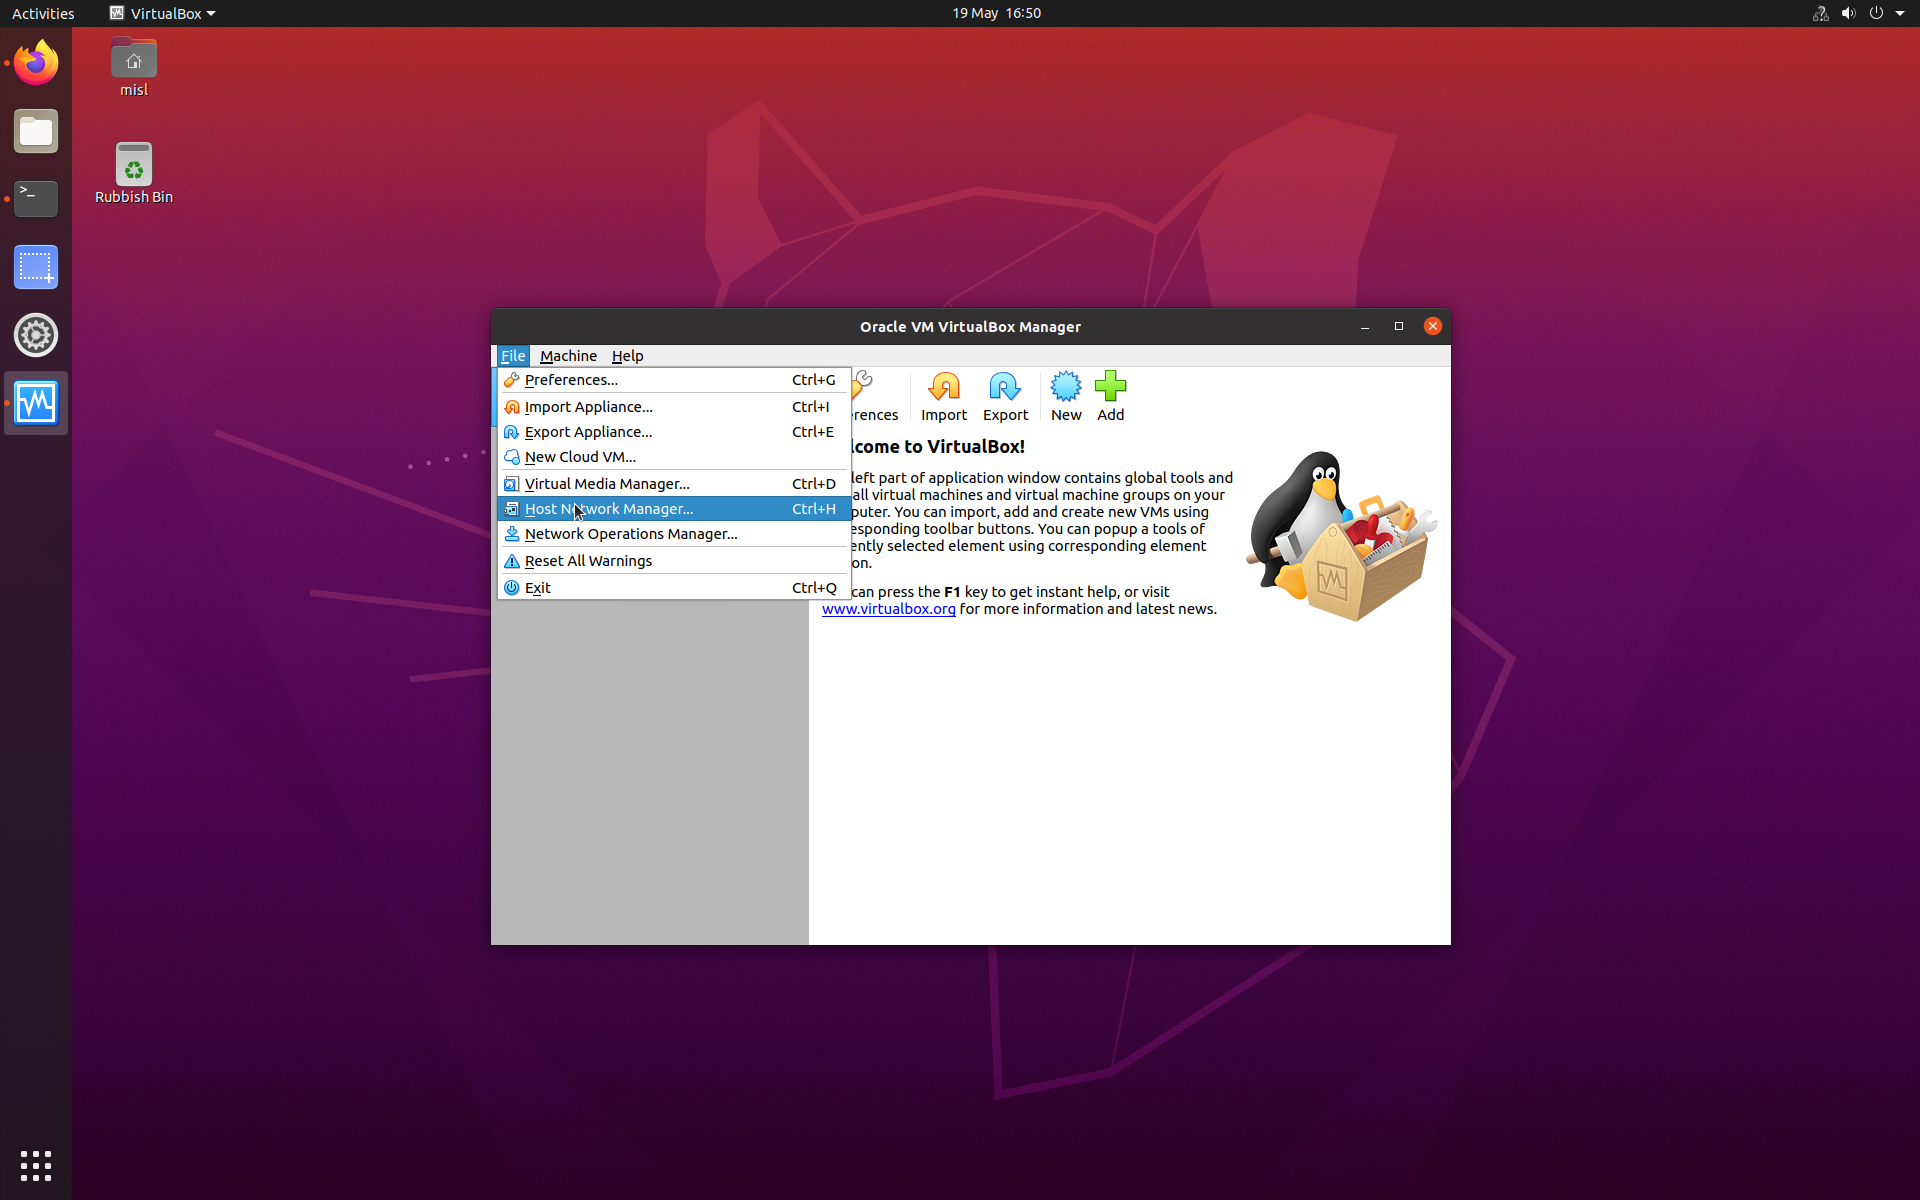 Activities
VirtualBox
19 May 16:50
misl
Rubbish Bin
>_
Oracle VM VirtualBox Manager
File Machine Help
Preferences... Ctrl+G
Import Appliance... Ctrl+I
Export Appliance... Ctrl+E
New Cloud VM...
Virtual Media Manager... Ctrl+D
Host Network Manager... Ctrl+H
Network Operations Manager...
Reset All Warnings
Exit Ctrl+Q
rences Import Export New Add
lcome to VirtualBox!
left part of application window contains global tools and
all virtual machines and virtual machine groups on your
puter. You can import, add and create new VMs using
esponding toolbar buttons. You can popup a tools of
ently selected element using corresponding element
on.
can press the F1 key to get instant help, or visit
www.virtualbox.org for more information and latest news.